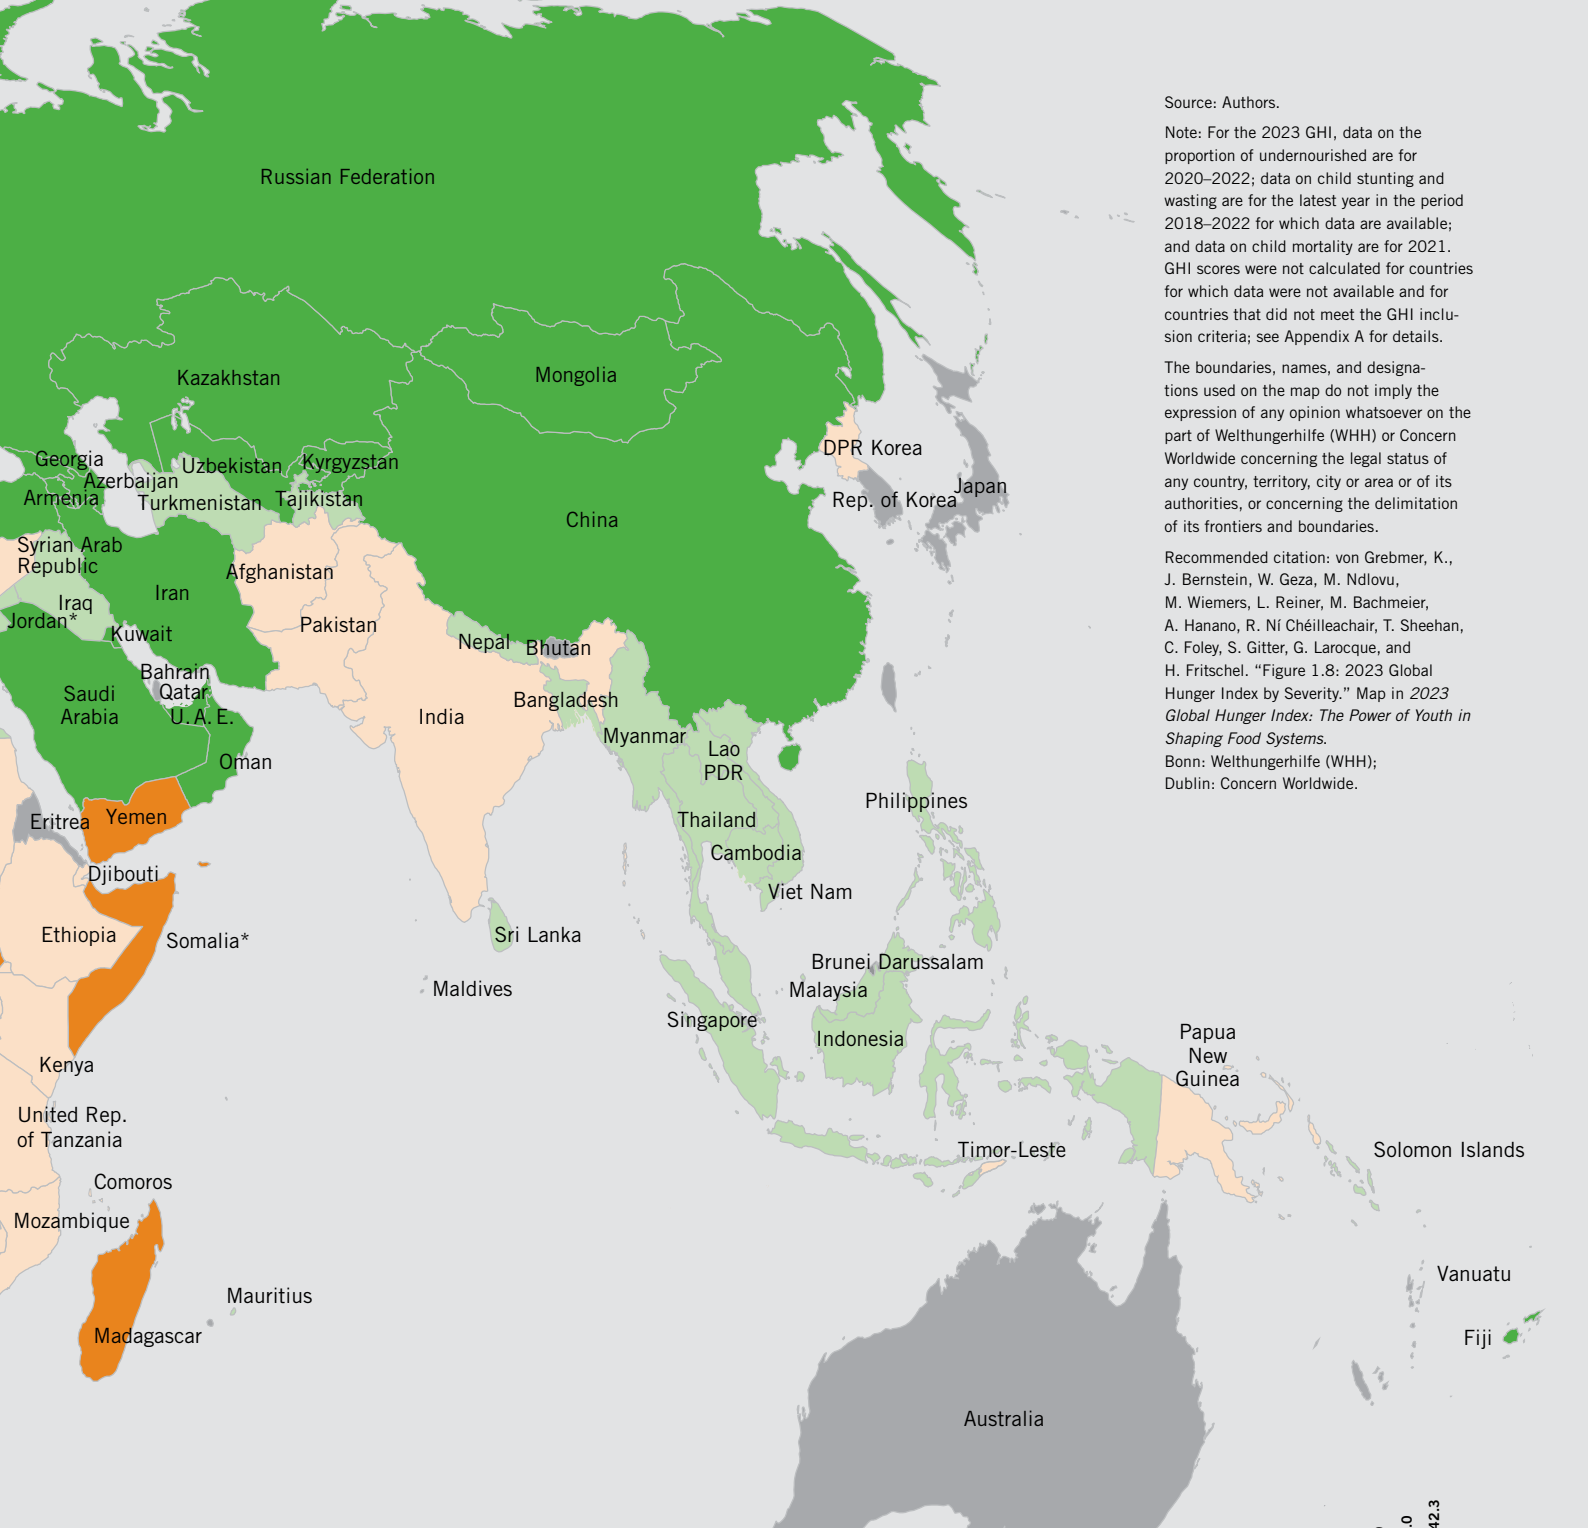 Source: Authors.
Note: For the 2023 GHI, data on the
proportion of undernourished are for
2020–2022; data on child stunting and
wasting are for the latest year in the period
2018–2022 for which data are available;
and data on child mortality are for 2021.
GHI scores were not calculated for countries
for which data were not available and for
countries that did not meet the GHI inclu-
sion criteria; see Appendix A for details.
The boundaries, names, and designa-
tions used on the map do not imply the
expression of any opinion whatsoever on the
part of Welthungerhilfe (WHH) or Concern
Worldwide concerning the legal status of
any country, territory, city or area or of its
authorities, or concerning the delimitation
of its frontiers and boundaries.
Recommended citation: von Grebmer, K.,
J. Bernstein, W. Geza, M. Ndlovu,
M. Wiemers, L. Reiner, M. Bachmeier,
A. Hanano, R. Ní Chéilleachair, T. Sheehan,
C. Foley, S. Gitter, G. Larocque, and
H. Fritschel. “Figure 1.8: 2023 Global
Hunger Index by Severity.” Map in 2023
Global Hunger Index: The Power of Youth in
Shaping Food Systems.
Bonn: Welthungerhilfe (WHH);
Dublin: Concern Worldwide.
Russian Federation
Kazakhstan
Mongolia
DPR Korea
Georgia
Uzbekistan
Kyrgyzstan
Azerbaijan
Armenia
Turkmenistan
Tajikistan
Rep. of Korea
Japan
China
Syrian Arab
Republic
Afghanistan
Iran
Iraq
Jordan*
Pakistan
Kuwait
Nepal
Bhutan
Bahrain
Qatar
Saudi
Arabia
Bangladesh
U.A.E.
India
Myanmar
Lao
PDR
Oman
Philippines
Eritrea
Yemen
Thailand
Cambodia
Djibouti
Viet Nam
Ethiopia
Somalia*
Sri Lanka
Brunei Darussalam
Maldives
Malaysia
Singapore
Indonesia
Papua
New
Guinea
Kenya
United Rep.
of Tanzania
Timor-Leste
Solomon Islands
Comoros
Mozambique
Vanuatu
Mauritius
Madagascar
Fiji
Australia
42.3